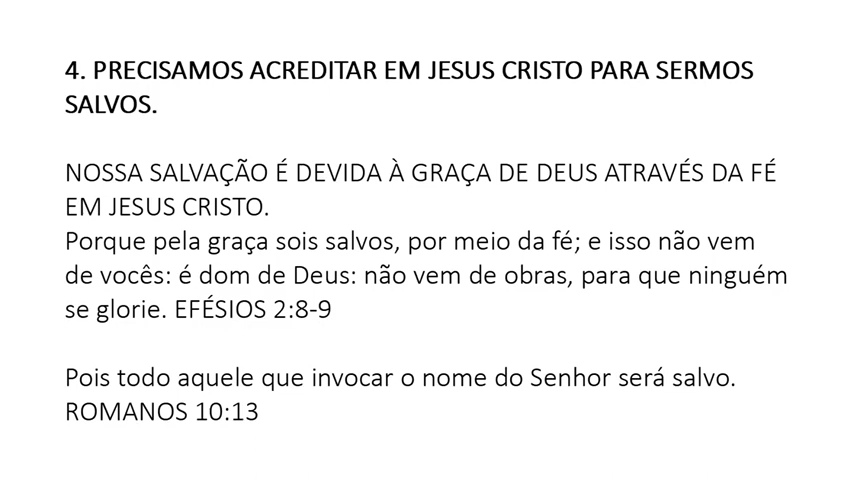 4. PRECISAMOS ACREDITAR EM JESUS CRISTO PARA SERMOS
SALVOS.
NOSSA SALVAÇÃO É DEVIDA À GRAÇA DE DEUS ATRAVÉS DA FÉ
EM JESUS CRISTO.
Porque pela graça sois salvos, por meio da fé; e isso não vem
de vocês: é dom de Deus: não vem de obras, para que ninguém
se glorie. EFÉSIOS 2:8-9
Pois todo aquele que invocar o nome do Senhor será salvo.
ROMANOS 10:13